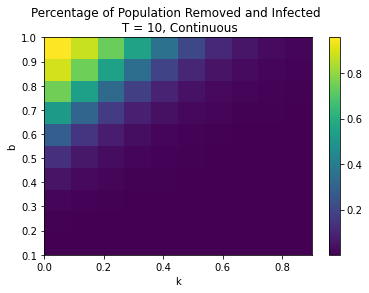 Percentage of Population Removed and Infected
T = 10, Continuous
1.0
0.9
0.8
0.7
0.6
0.5
0.4
0.3
0.2
0.1
b
0.0 0.2 0.4 0.6 0.8
k
0.8
0.6
0.4
0.2